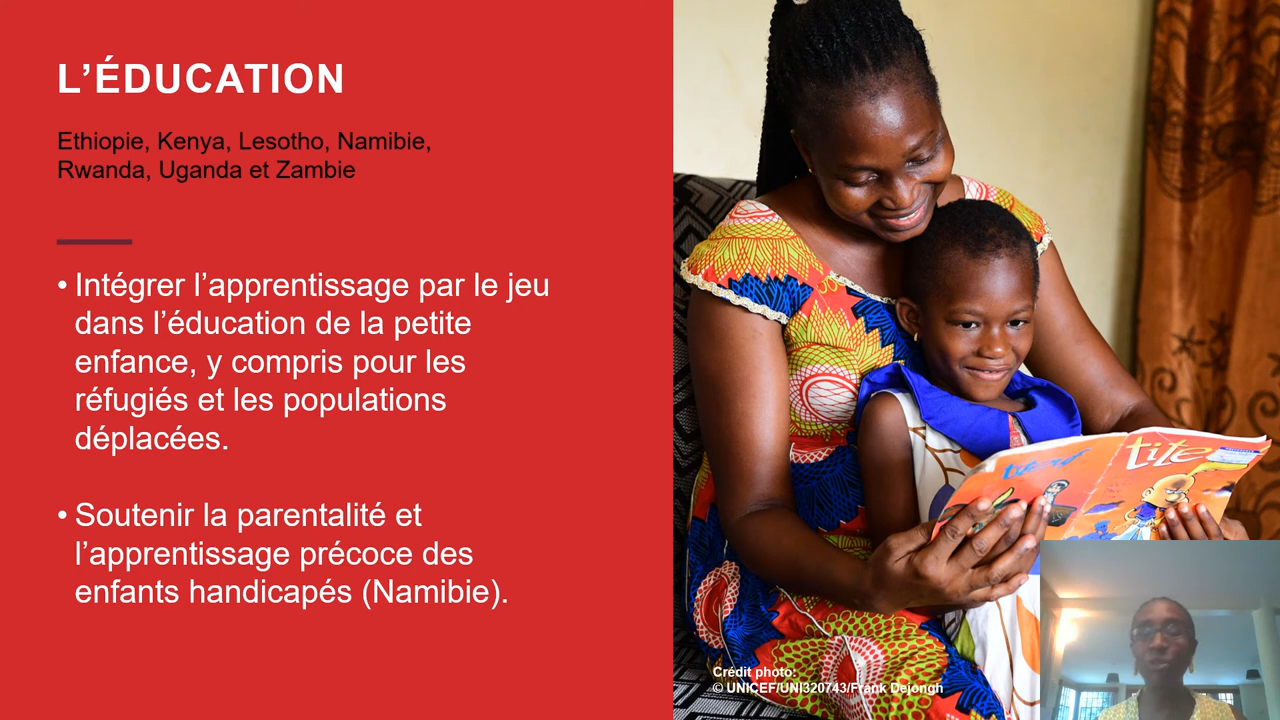 L’ÉDUCATION
Ethiopie, Kenya, Lesotho, Namibie,
Rwanda, Uganda et Zambie
• Intégrer l’apprentissage par le jeu
dans l’éducation de la petite
enfance, y compris pour les
réfugiés et les populations
déplacées.
• Soutenir la parentalité et
l’apprentissage précoce des
enfants handicapés (Namibie).
tite
Crédit photo:
© UNICEF/UNI320743/Frank Dejongh